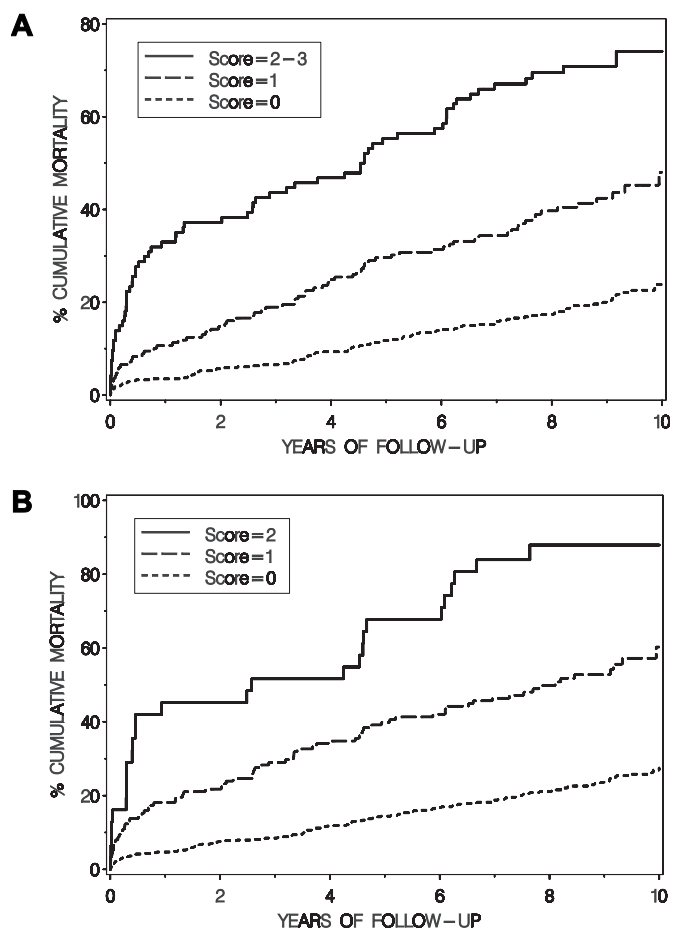 A
80
60
40
20
0
% CUMULATIVE MORTALITY
Score=2-3
Score=1
Score=0
0 2 4 6 8 10
YEARS OF FOLLOW-UP
B
100
80
60
40
20
0
% CUMULATIVE MORTALITY
Score=2
Score=1
Score=0
0 2 4 6 8 10
YEARS OF FOLLOW-UP